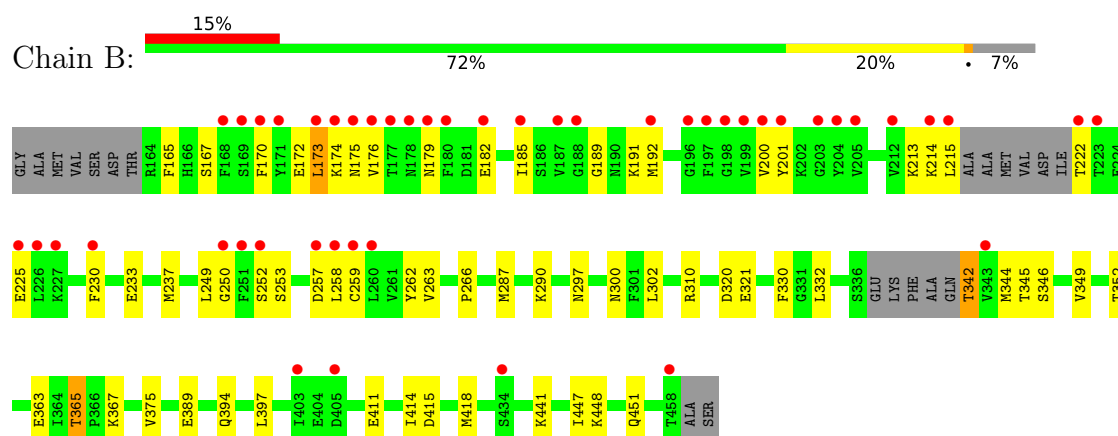 15%
Chain B:
72% 20% • 7%
GLY ALA MET VAL SER ASP THR R164 F165 H166 S167 F168 S169 F170 Y171 E172 L173 K174 N175 V176 T177 N178 N179 F180 D181 E182 I185 S186 V187 G188 G189 N190 K191 M192 G196 F197 G198 V199 V200 Y201 K202 G203 Y204 V205 V212 K213 K214 L215 ALA ALA MET VAL ASP ILE T222 T223 E224
E225 L226 K227 F230 E233 M237 L249 G250 F251 S252 S253 D257 L258 C259 L260 V261 Y262 V263 P266 M287 K290 N297 N300 F301 L302 R310 D320 E321 F330 G331 L332 S336 GLU LYS PHE ALA GLN T342 V343 M344 T345 S346 V349 T352
E363 I364 T365 P366 K367 V375 E389 Q394 L397 I403 E404 D405 E411 I414 D415 M418 S434 K441 I447 K448 Q451 T458 ALA SER